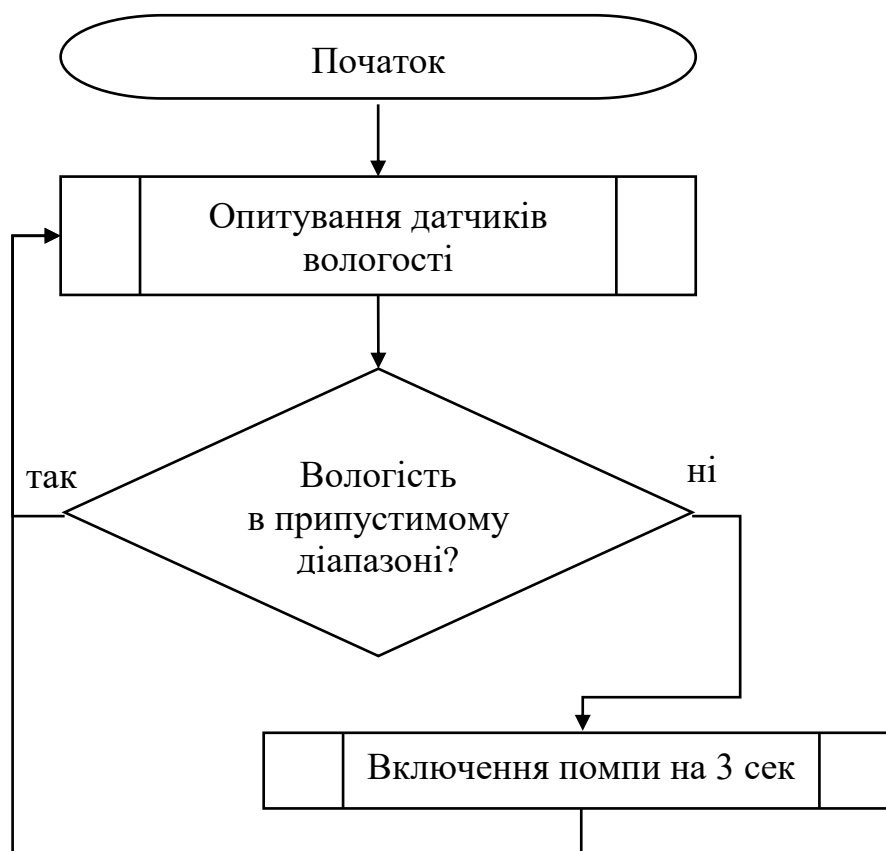 Початок
Опитування датчиків
вологості
так
ні
Вологість
в припустимому
діапазоні?
Включення помпи на 3 сек